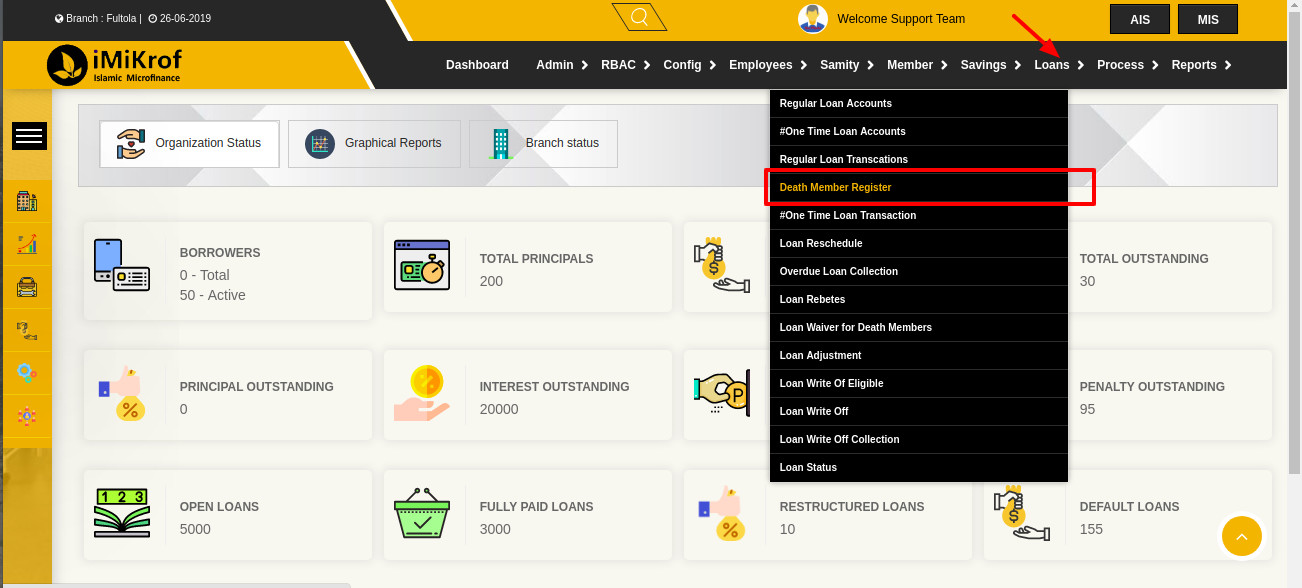 Branch : Fultola | 26-06-2019
Welcome Support Team
AIS
MIS
iMiKrof
Islamic Microfinance
Dashboard Admin RBAC Config Employees Samity Member Savings Loans Process Reports
Organization Status
Graphical Reports
Branch status
Regular Loan Accounts
#One Time Loan Accounts
Regular Loan Transcations
Death Member Register
#One Time Loan Transaction
Loan Reschedule
Overdue Loan Collection
Loan Rebetes
Loan Waiver for Death Members
Loan Adjustment
Loan Write Of Eligible
Loan Write Off
Loan Write Off Collection
Loan Status
BORROWERS
0 - Total
50 - Active
TOTAL PRINCIPALS
200
$
TOTAL OUTSTANDING
30
PRINCIPAL OUTSTANDING
0
%
INTEREST OUTSTANDING
20000
P
PENALTY OUTSTANDING
95
1 2 3
OPEN LOANS
5000
FULLY PAID LOANS
3000
%
RESTRUCTURED LOANS
10
$
DEFAULT LOANS
155